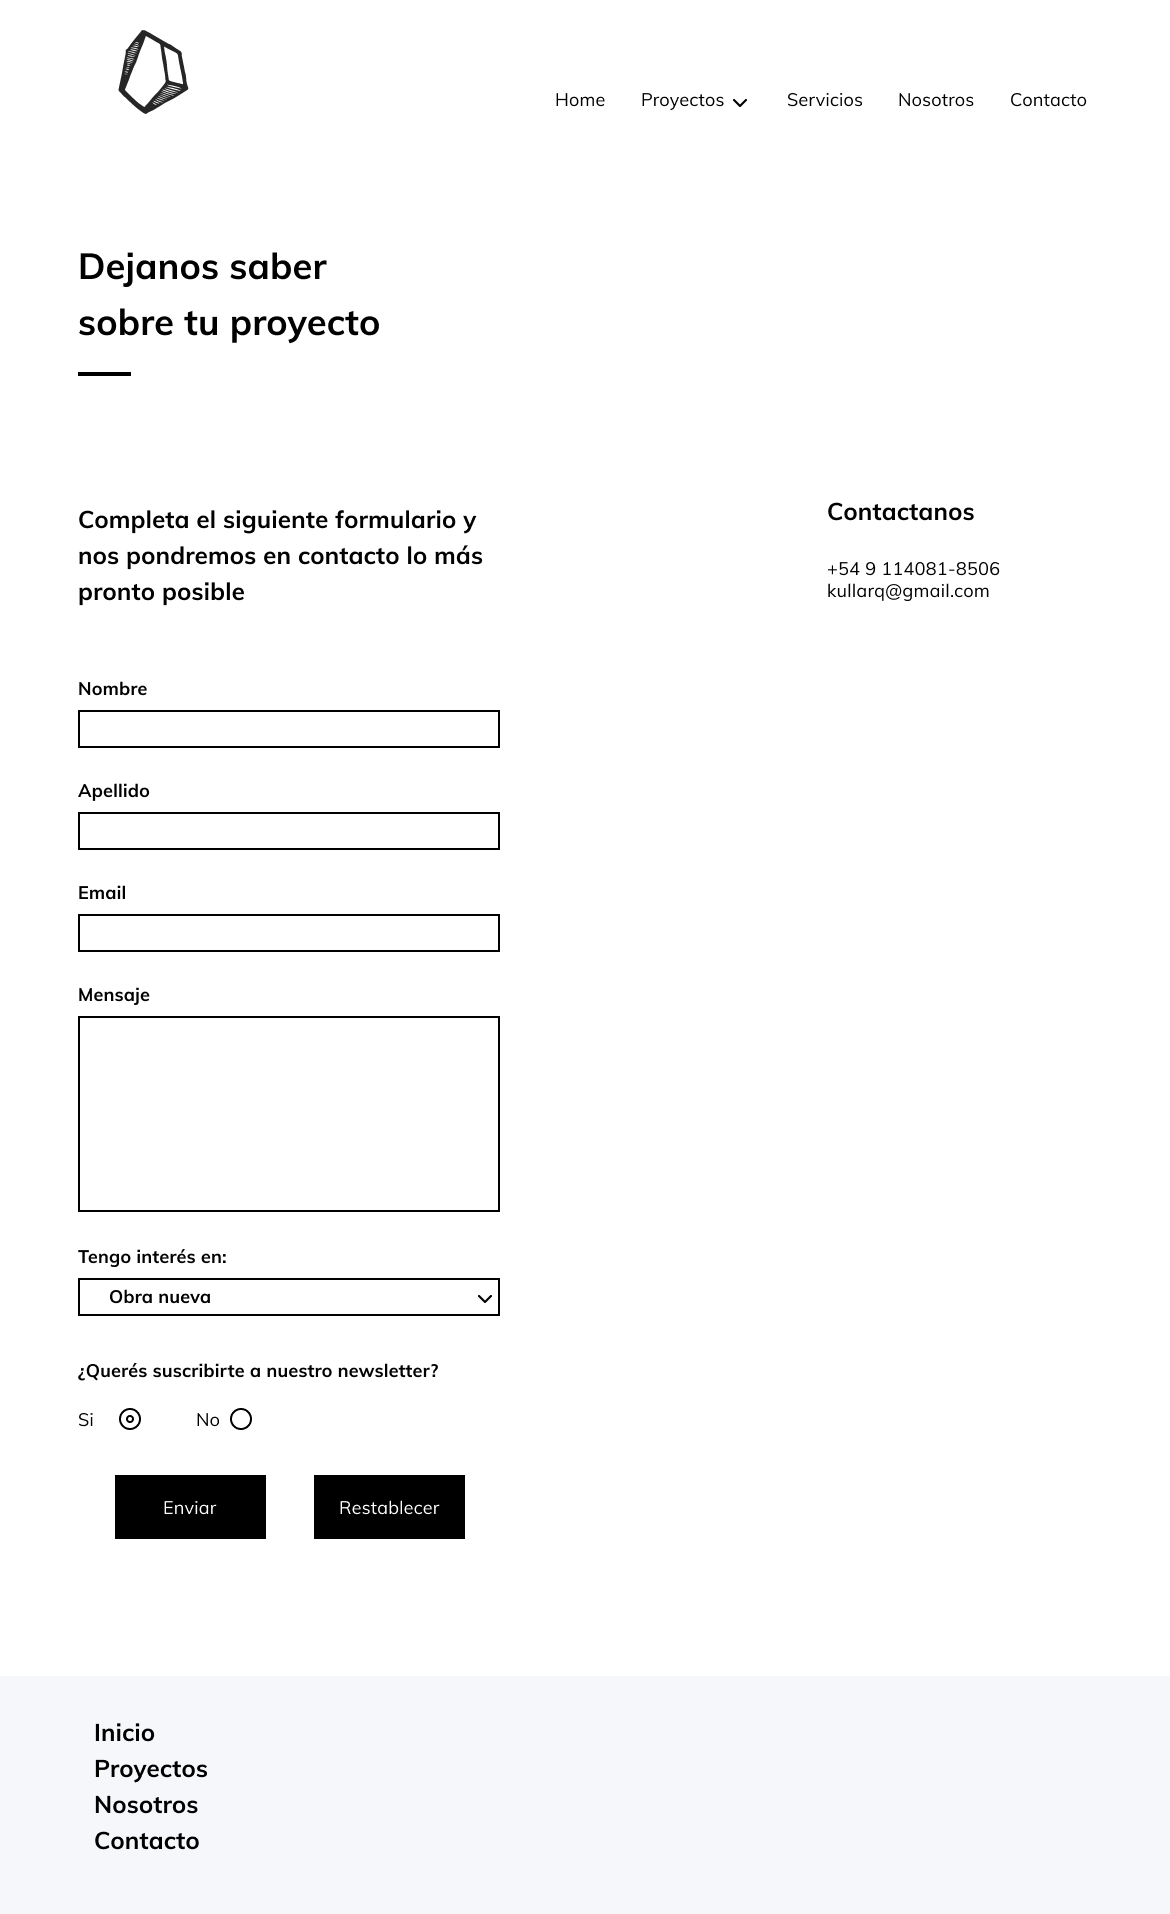 Home Proyectos Servicios Nosotros Contacto
Dejanos saber
sobre tu proyecto
Completa el siguiente formulario y
nos pondremos en contacto lo más
pronto posible
Contactanos
+54 9 114081-8506
kullarq@gmail.com
Nombre
Apellido
Email
Mensaje
Tengo interés en:
Obra nueva
¿Querés suscribirte a nuestro newsletter?
Si No
Enviar Restablecer
Inicio
Proyectos
Nosotros
Contacto